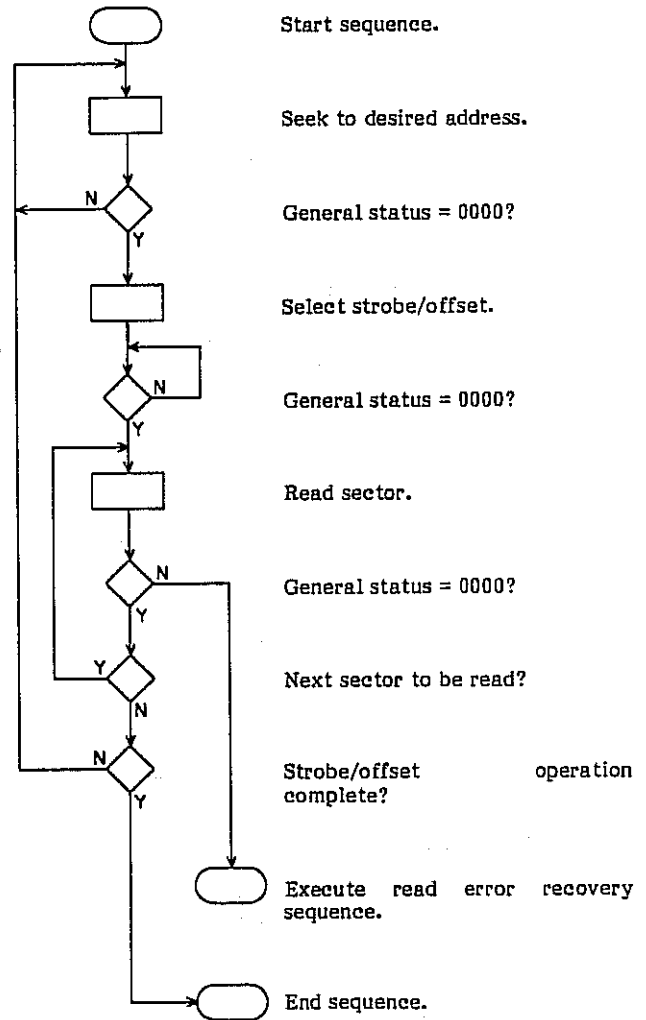 Start sequence.
Seek to desired address.
N
General status = 0000?
Y
Select strobe/offset.
N
General status = 0000?
Y
Read sector.
N
General status = 0000?
Y
Y
Next sector to be read?
N
N
Strobe/offset operation
complete?
Y
Execute read error recovery
sequence.
End sequence.